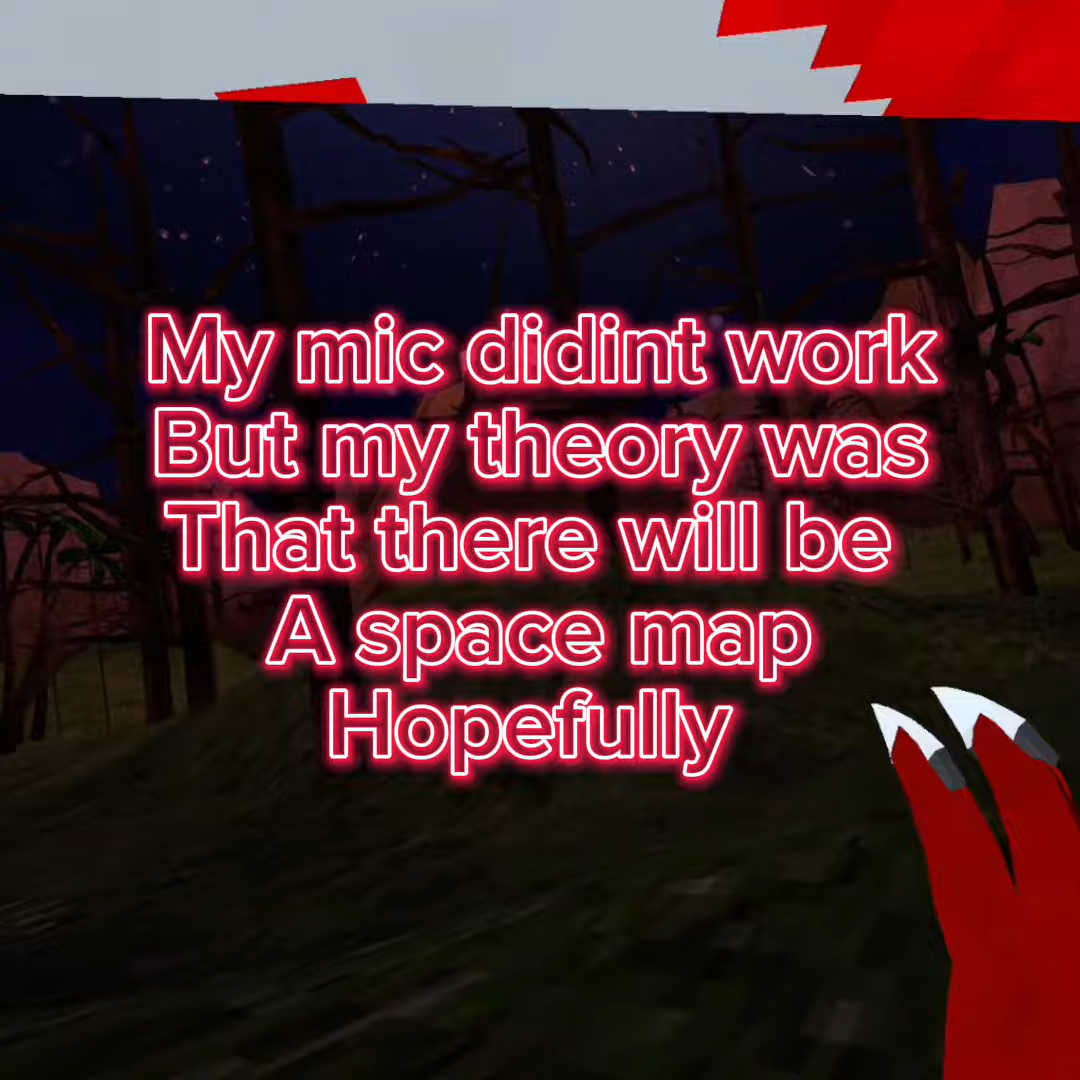 My mic didint work
But my theory was
That there will be
A space map
Hopefully